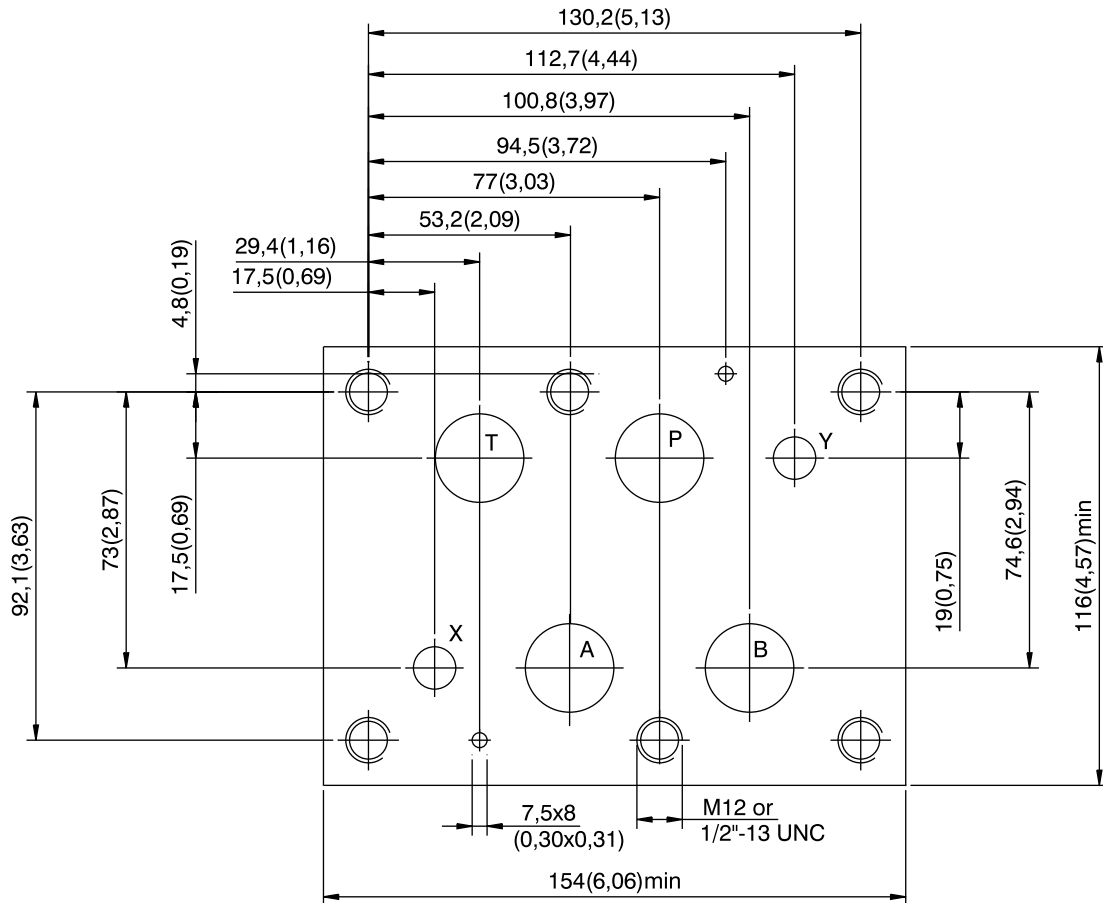 130,2(5,13)
112,7(4,44)
100,8(3,97)
94,5(3,72)
77(3,03)
53,2(2,09)
29,4(1,16)
17,5(0,69)
4,8(0,19)
T
P
Y
92,1(3,63)
73(2,87)
17,5(0,69)
19(0,75)
74,6(2,94)
116(4,57)min
X
A
B
7,5x8
(0,30x0,31)
M12 or
1/2"-13 UNC
154(6,06)min